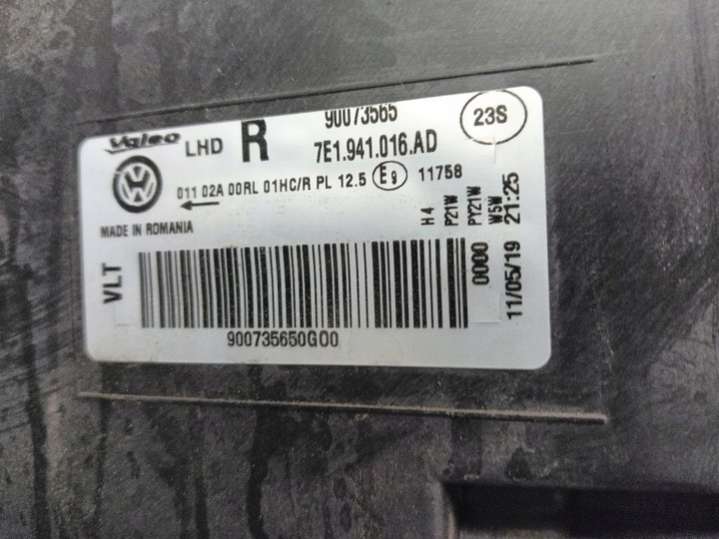 90073565
Valeo LHD R 7E1.941.016.AD 23S
011 02A 00RL 01HC/R PL 12.5 E9 11758
MADE IN ROMANIA
VLT
H4
P21W
PY21W
W5W
0000
11/05/19 21:25
900735650G00